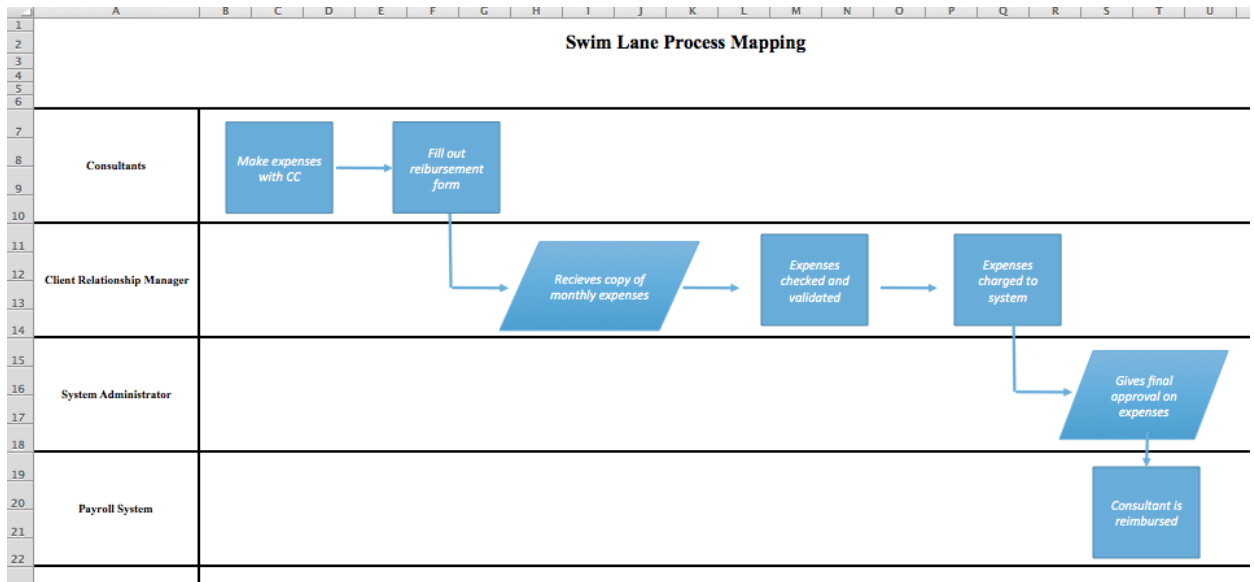 A B C D E F G H I J K L M N O P Q R S T U
1
2
3
4
5
6
7
8
9
10
11
12
13
14
15
16
17
18
19
20
21
22
Swim Lane Process Mapping
Consultants
Make expenses
with CC
Fill out
reibursement
form
Client Relationship Manager
Recieves copy of
monthly expenses
Expenses
checked and
validated
Expenses
charged to
system
System Administrator
Gives final
approval on
expenses
Payroll System
Consultant is
reimbursed